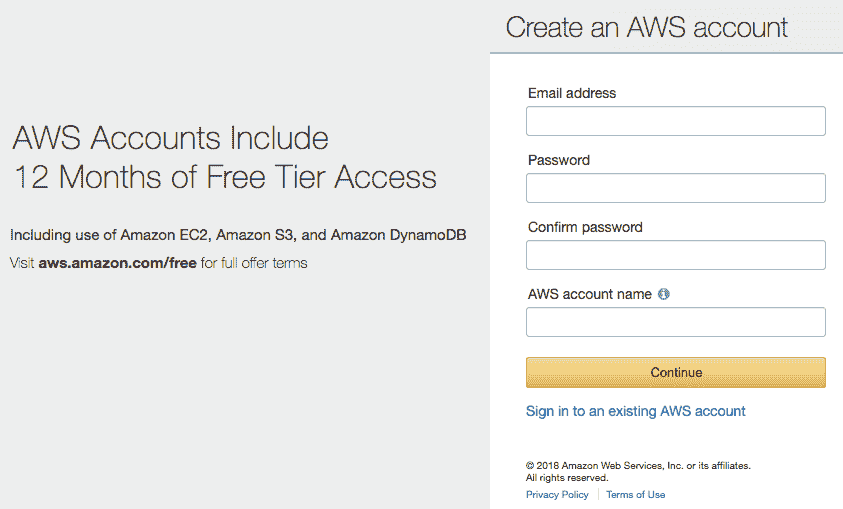 AWS Accounts Include
12 Months of Free Tier Access
Including use of Amazon EC2, Amazon S3, and Amazon DynamoDB
Visit aws.amazon.com/free for full offer terms
Create an AWS account
Email address
Password
Confirm password
AWS account name
Continue
Sign in to an existing AWS account
© 2018 Amazon Web Services, Inc. or its affiliates.
All rights reserved.
Privacy Policy | Terms of Use